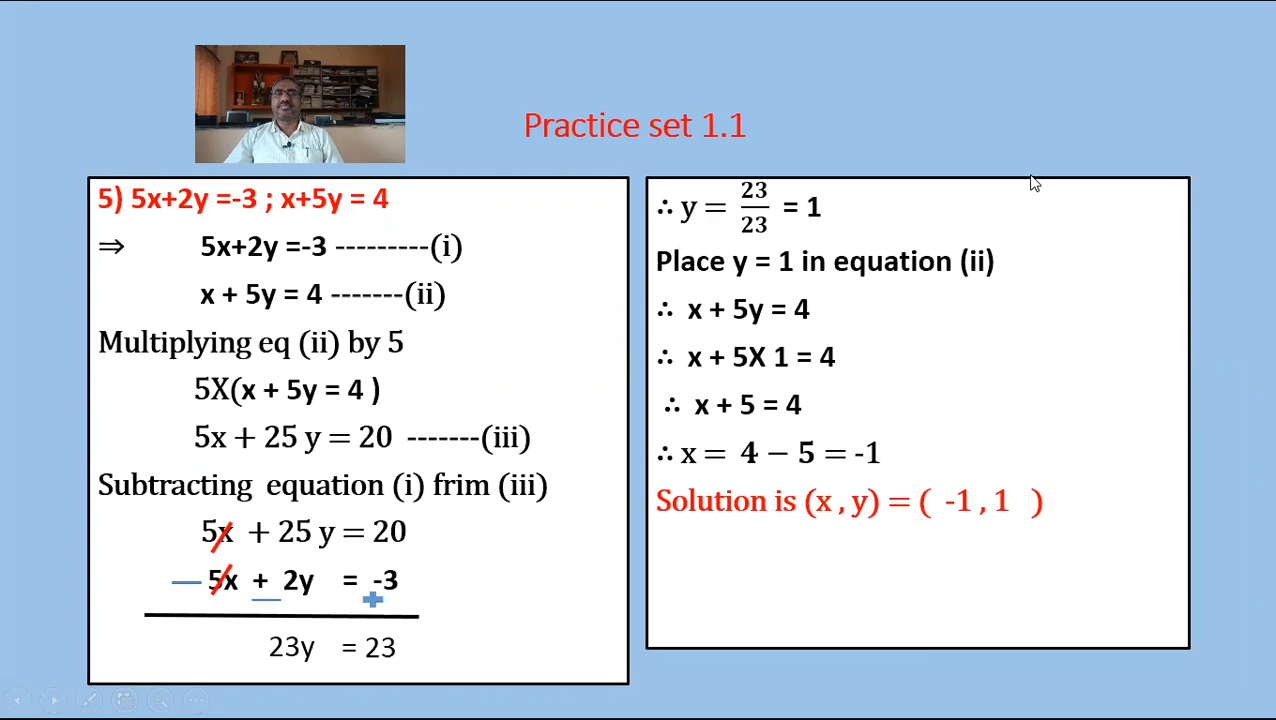 Practice set 1.1
5) 5x+2y =-3 ; x+5y = 4
⇒ 5x+2y =-3 ---------(i)
x + 5y = 4 -------(ii)
Multiplying eq (ii) by 5
5X(x + 5y = 4 )
5x + 25 y = 20 -------(iii)
Subtracting equation (i) frim (iii)
5x + 25 y = 20
— 5x + 2y = -3
— +
23y = 23
∴ y = 23/23 = 1
Place y = 1 in equation (ii)
∴ x + 5y = 4
∴ x + 5X 1 = 4
∴ x + 5 = 4
∴ x = 4 − 5 = -1
Solution is (x , y) = ( -1 , 1 )